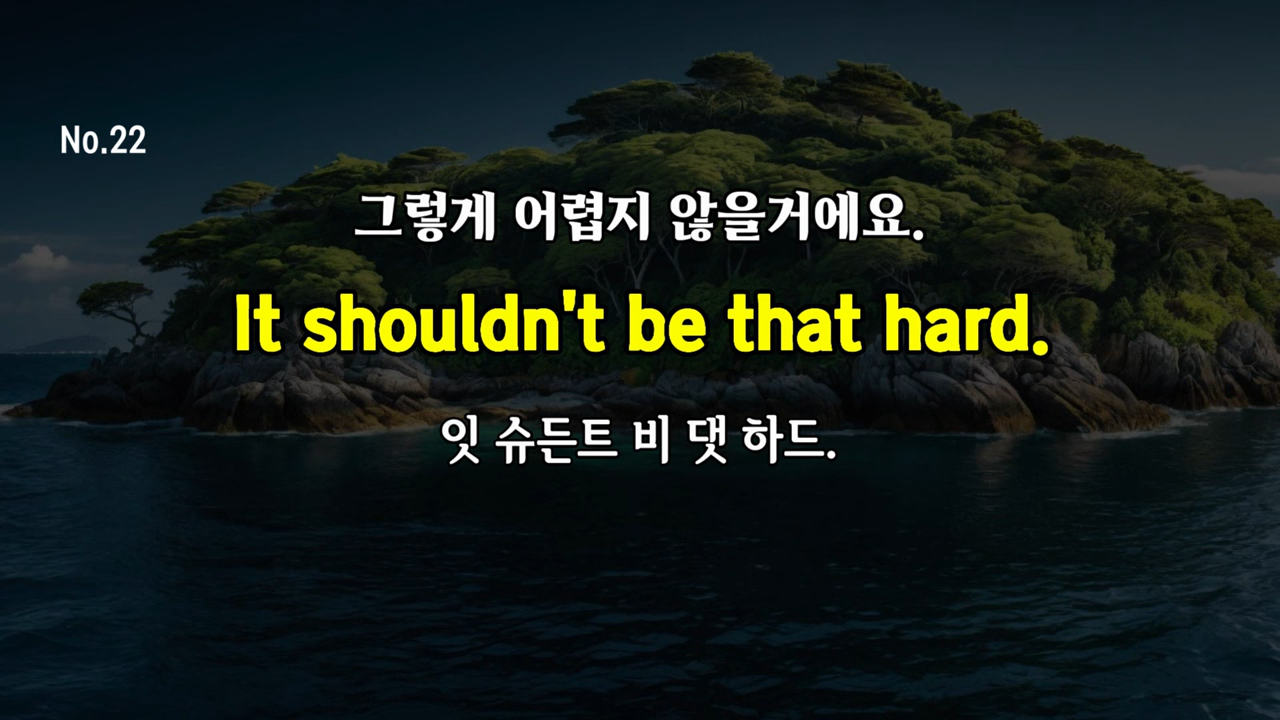 No.22
그렇게 어렵지 않을거에요.
It shouldn't be that hard.
잇 슈든트 비 댓 하드.